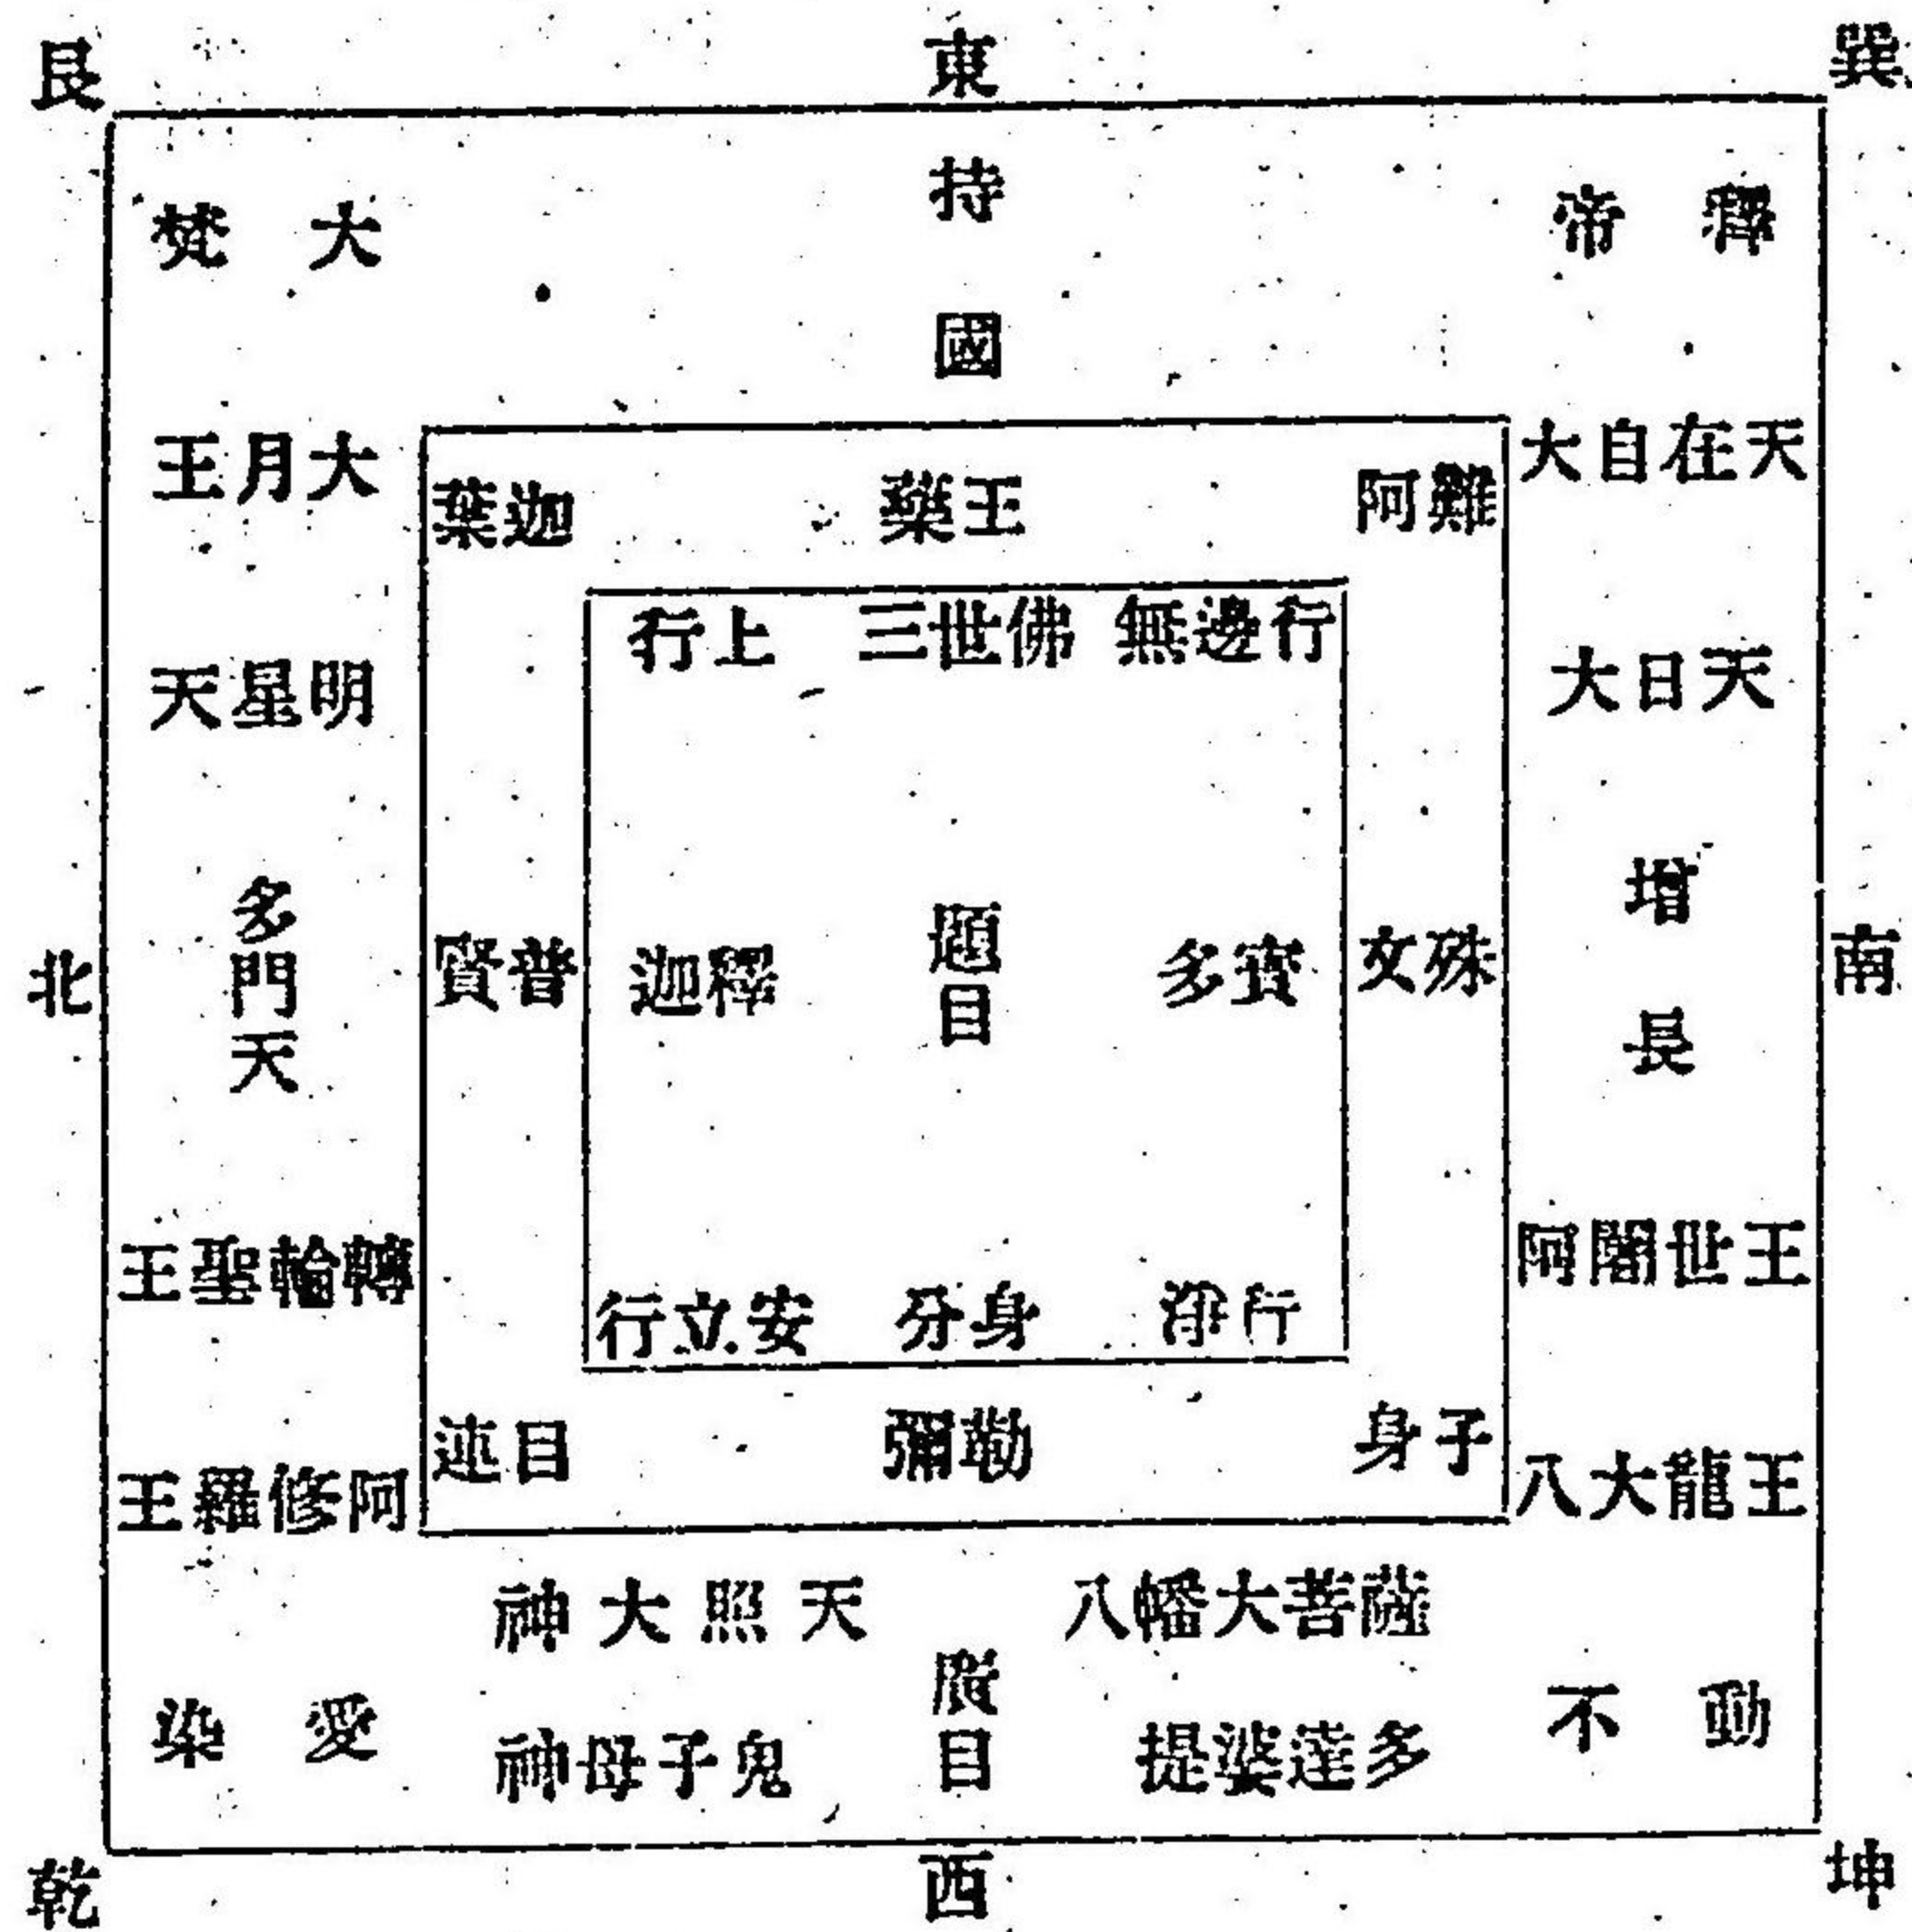 艮
東
巽
大梵
持國
帝釋
大月王
大自在天
迦葉
藥王
阿難
上行
三世佛
無邊行
明星天
大日天
北
多門天
普賢
釋迦
題目
多寶
文殊
增長
南
轉輪聖王
阿闍世王
安立行
分身
淨行
目連
彌勒
身子
阿修羅王
八大龍王
天照大神
八幡大菩薩
愛染
鬼子母神
廣目
提婆達多
不動
乾
西
坤